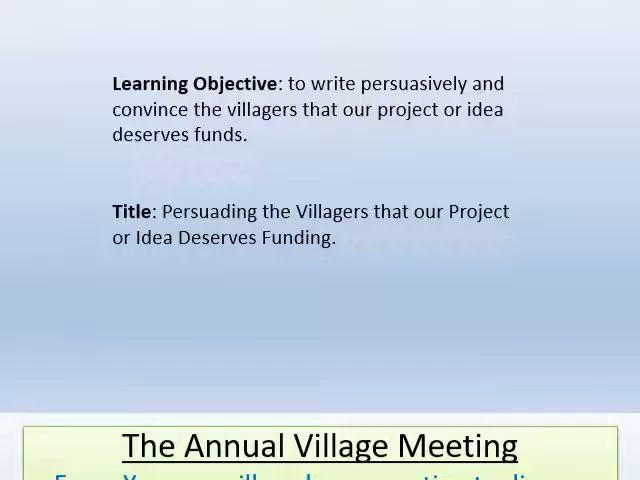 Learning Objective: to write persuasively and
convince the villagers that our project or idea
deserves funds.
Title: Persuading the Villagers that our Project
or Idea Deserves Funding.
The Annual Village Meeting